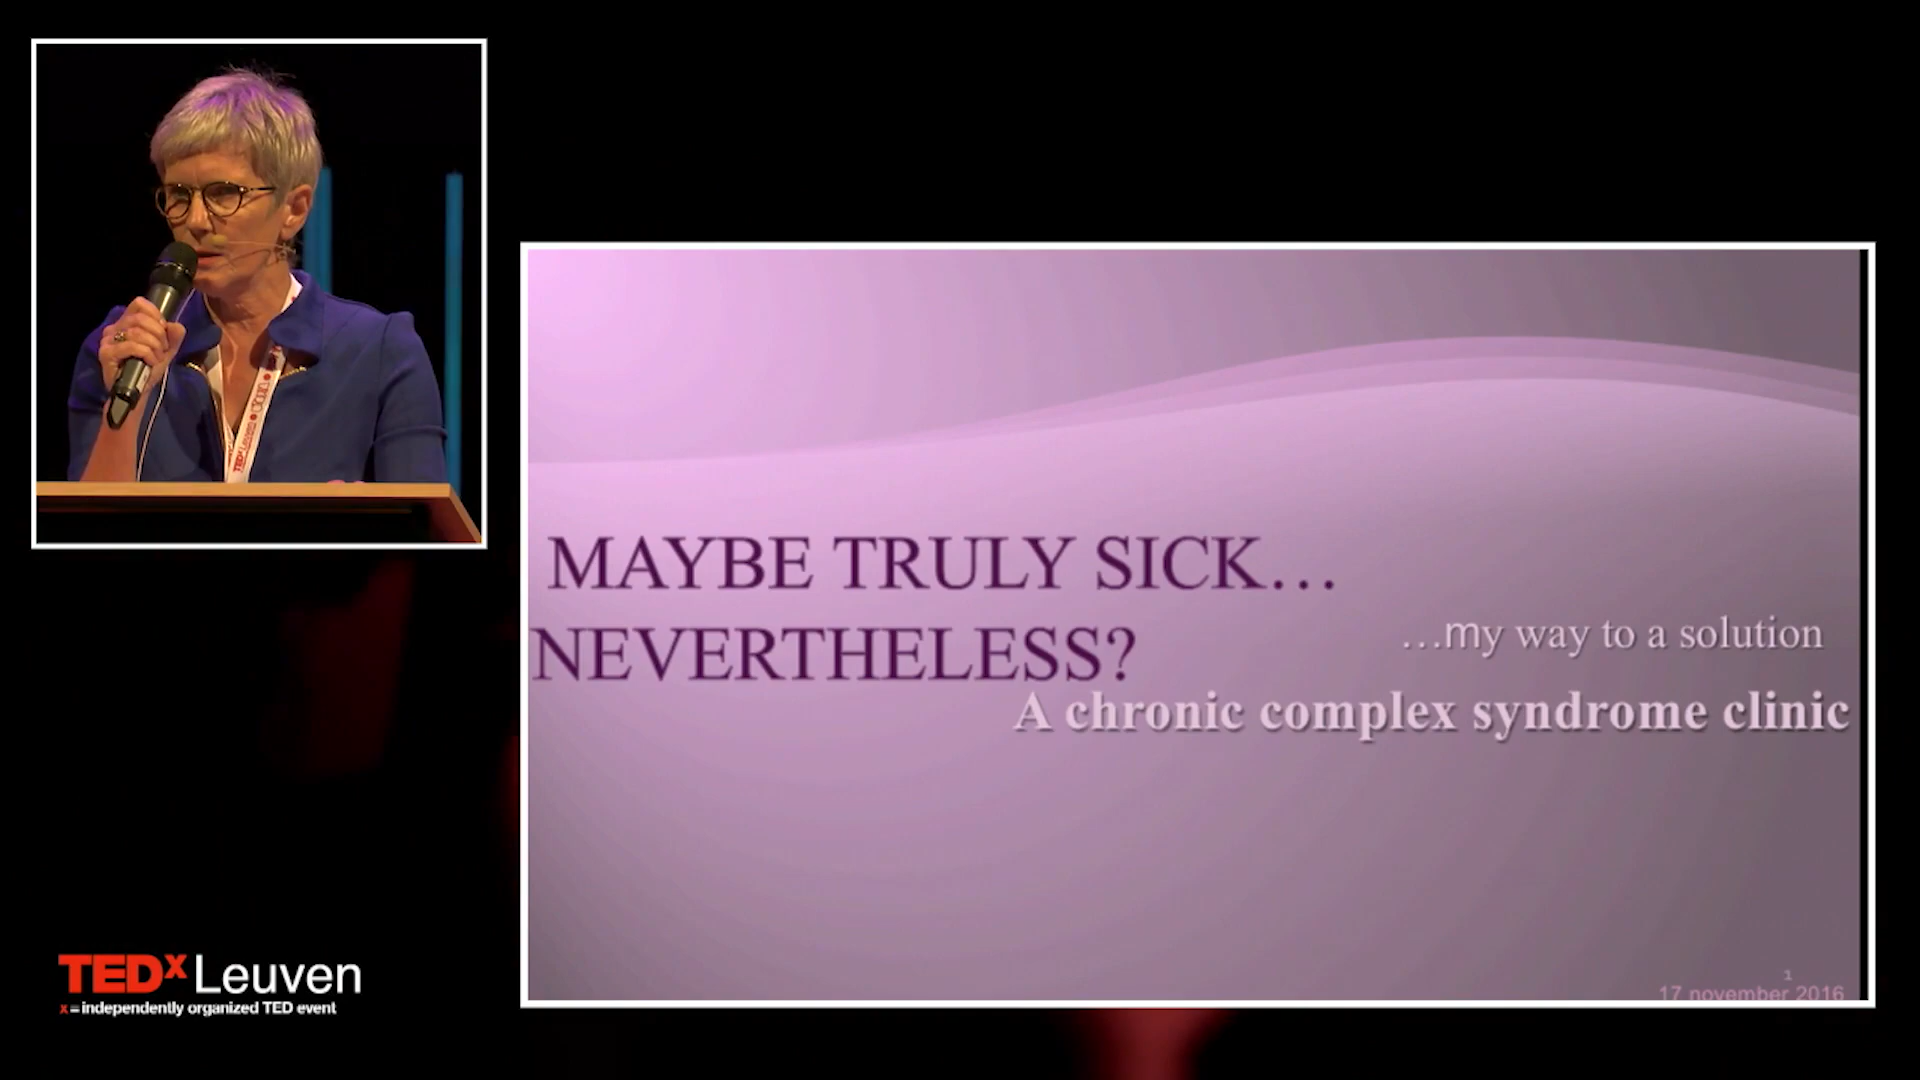 TEDxLeuven
MAYBE TRULY SICK…
NEVERTHELESS?
…my way to a solution
A chronic complex syndrome clinic
1
17 november 2016
TEDx Leuven
x = independently organized TED event